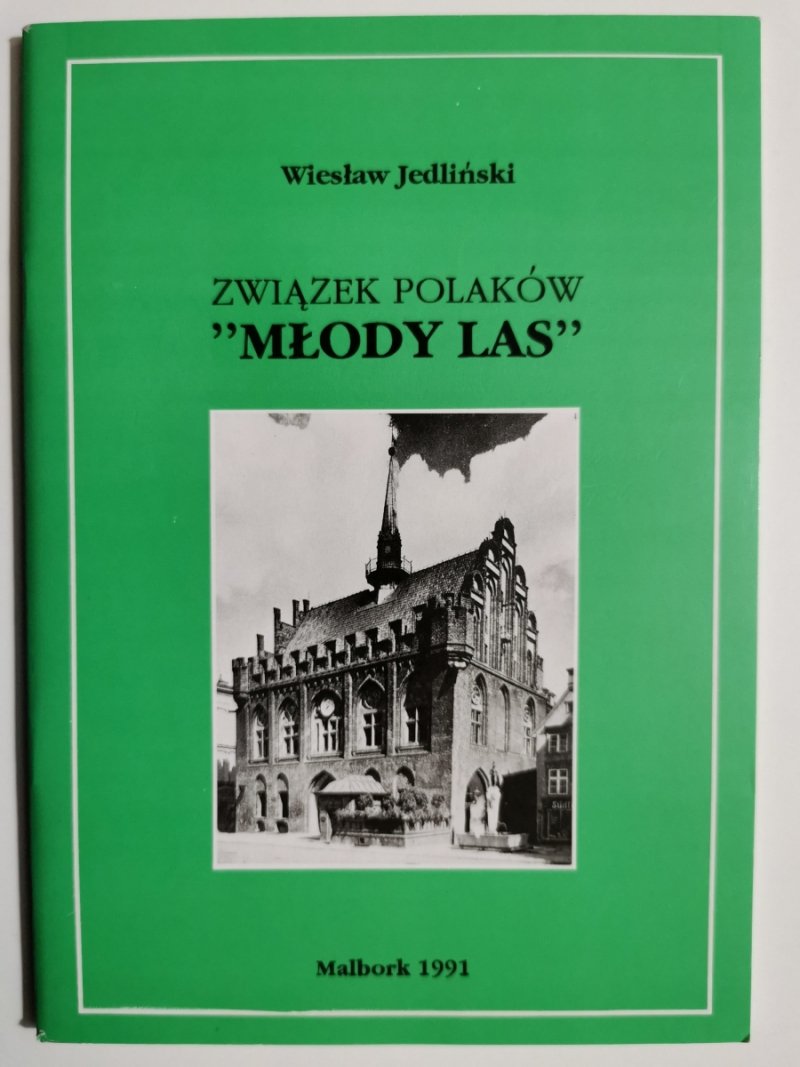 Wiesław Jedliński
ZWIĄZEK POLAKÓW
"MŁODY LAS"
Malbork 1991